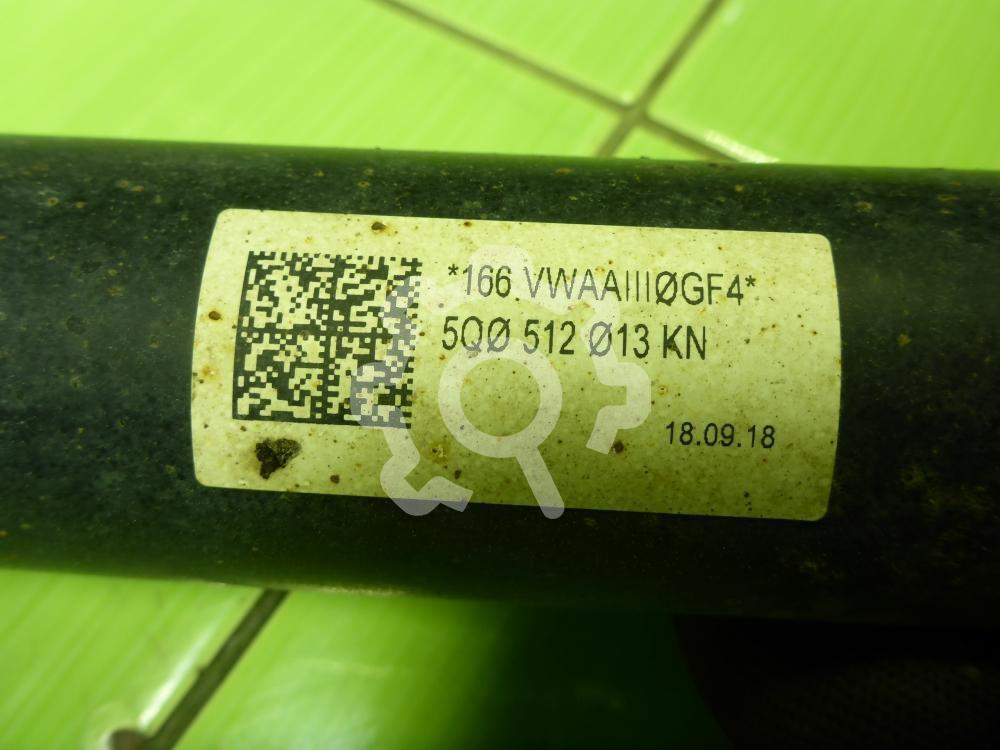 *166 VWAAIIIØGF4*
5QØ 512 Ø13 KN
18.09.18